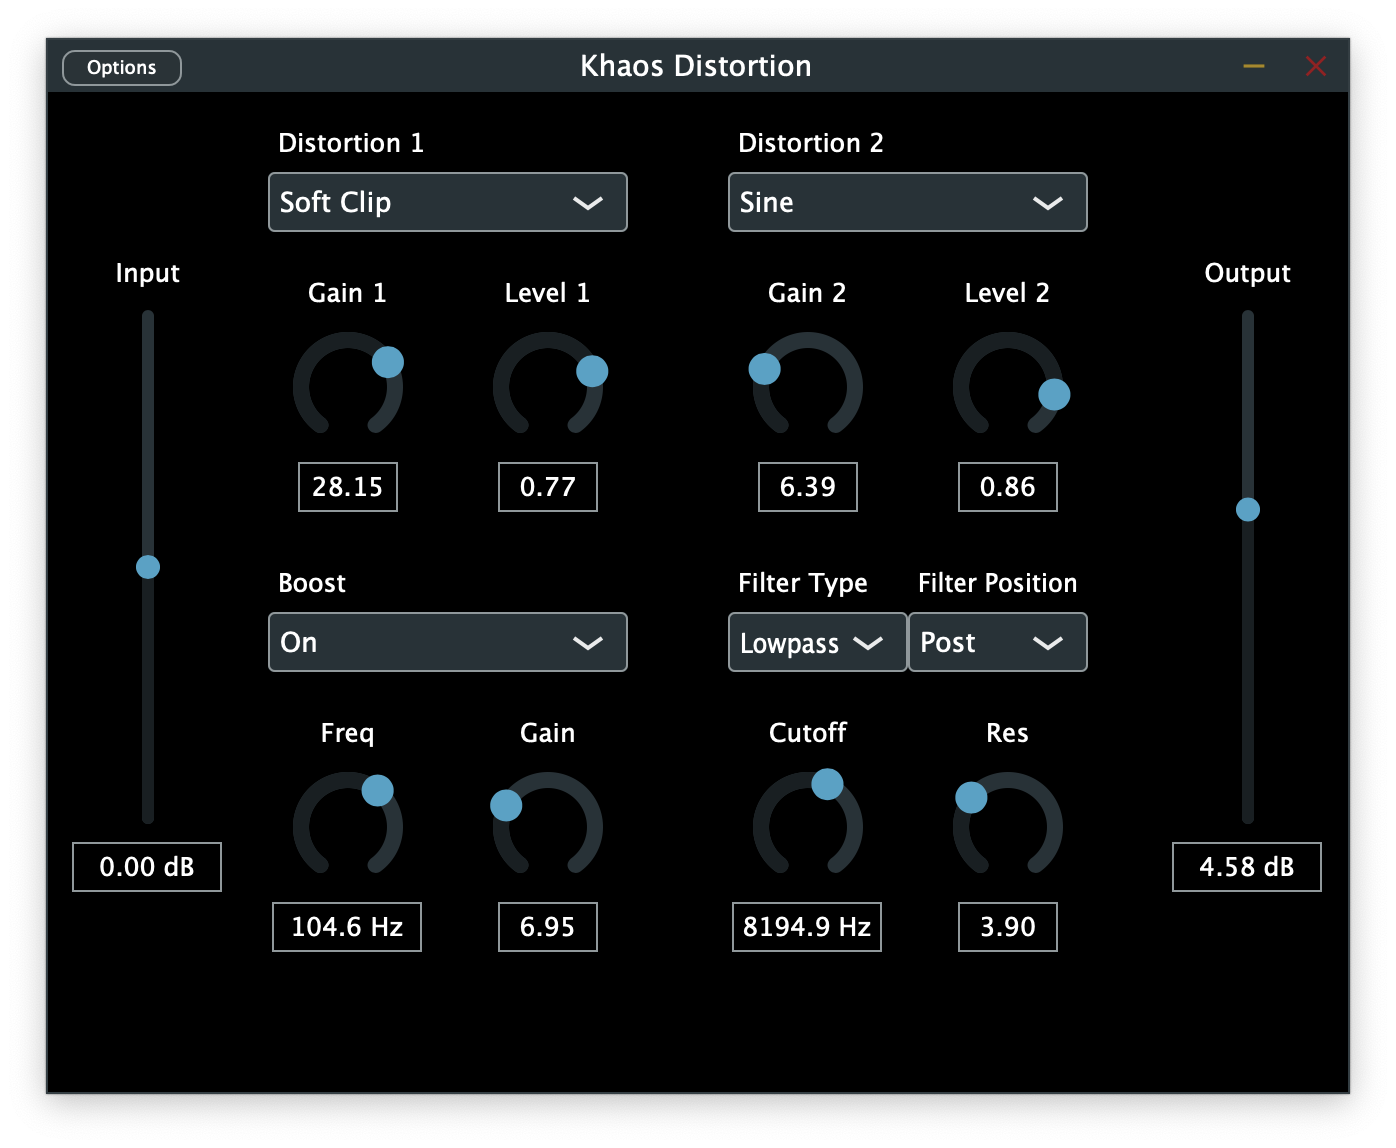 Options
Khaos Distortion
Distortion 1
Distortion 2
Soft Clip
Sine
Input
Output
Gain 1
Level 1
Gain 2
Level 2
28.15
0.77
6.39
0.86
Boost
Filter Type
Filter Position
On
Lowpass
Post
Freq
Gain
Cutoff
Res
0.00 dB
4.58 dB
104.6 Hz
6.95
8194.9 Hz
3.90